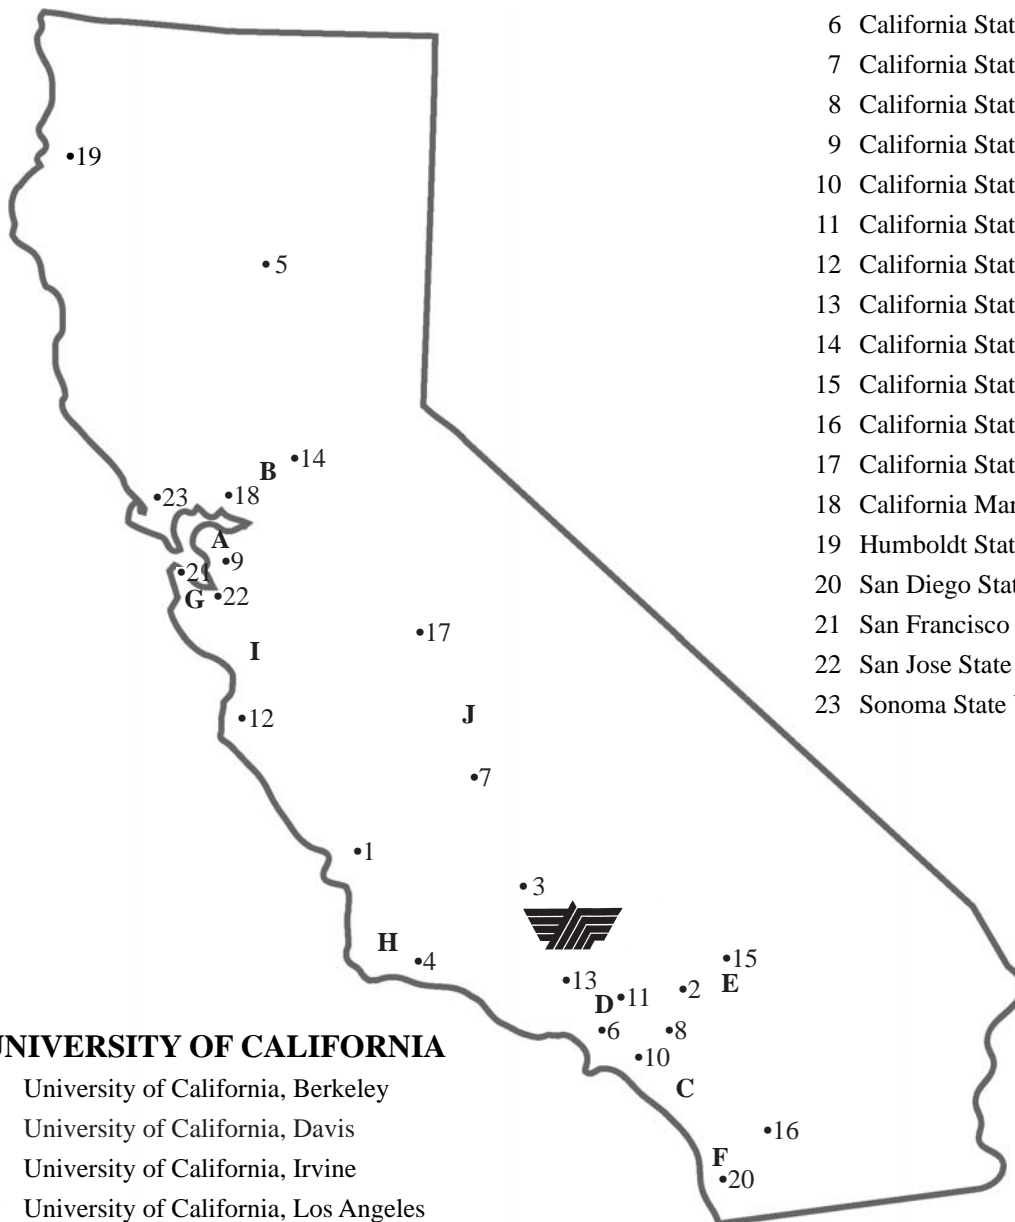 6 California Stat
7 California Stat
8 California Stat
9 California Stat
10 California Stat
11 California Stat
12 California Stat
13 California Stat
14 California Stat
15 California Stat
16 California Stat
17 California Stat
18 California Mar
19 Humboldt Stat
20 San Diego Stat
21 San Francisco
22 San Jose State
23 Sonoma State
19
5
14
B
18
23
A
9
21
22
G
17
I
J
12
7
1
3
H
4
15
E
13
2
11
D
6
8
10
C
16
F
20
UNIVERSITY OF CALIFORNIA
University of California, Berkeley
University of California, Davis
University of California, Irvine
University of California, Los Angeles